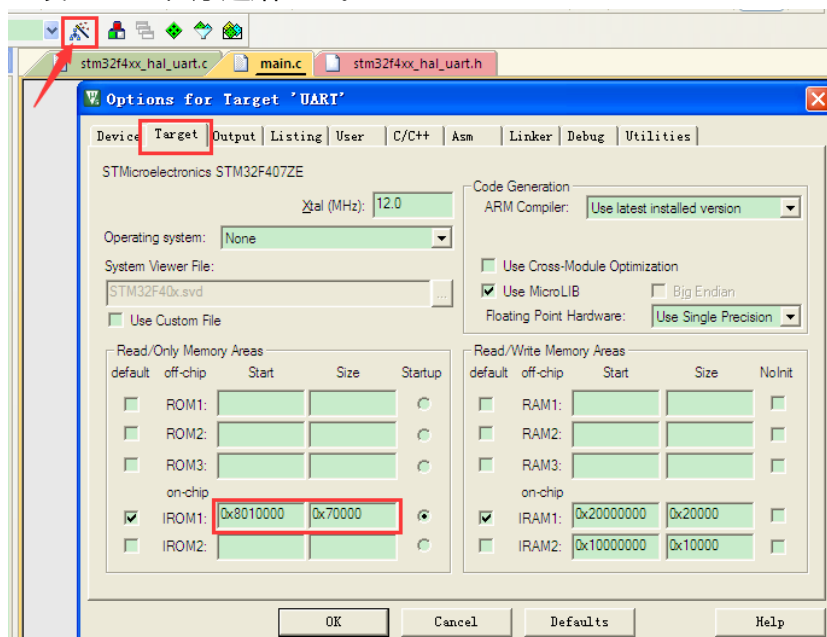 stm32f4xx_hal_uart.c main.c stm32f4xx_hal_uart.h
Options for Target 'UART'
Device Target Output Listing User C/C++ Asm Linker Debug Utilities
STMicroelectronics STM32F407ZE
Xtal (MHz): 12.0
Operating system: None
System Viewer File:
STM32F40x.svd ...
Use Custom File
Code Generation
ARM Compiler: Use latest installed version
Use Cross-Module Optimization
Use MicroLIB Big Endian
Floating Point Hardware: Use Single Precision
Read/Only Memory Areas
default off-chip Start Size Startup
ROM1:
ROM2:
ROM3:
on-chip
IROM1: 0x8010000 0x70000
IROM2:
Read/Write Memory Areas
default off-chip Start Size NoInit
RAM1:
RAM2:
RAM3:
on-chip
IRAM1: 0x20000000 0x20000
IRAM2: 0x10000000 0x10000
OK Cancel Defaults Help